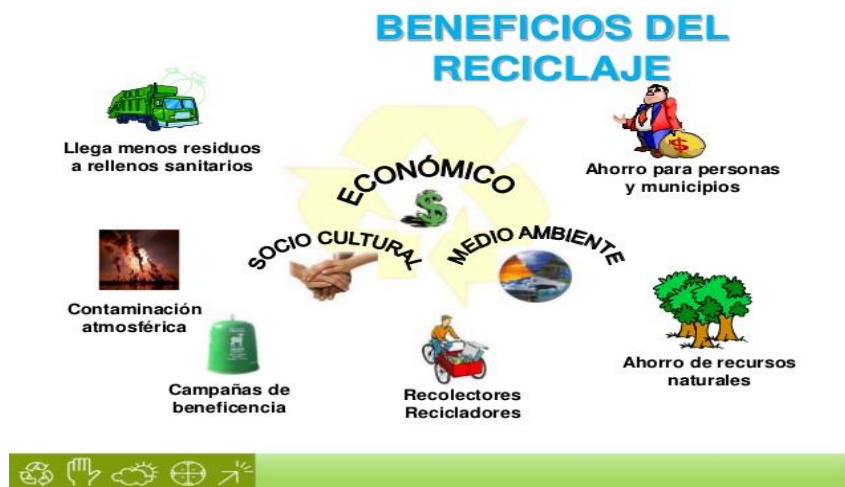 BENEFICIOS DEL
RECICLAJE
Llega menos residuos
a rellenos sanitarios
Ahorro para personas
y municipios
ECONÓMICO
$
$
SOCIO CULTURAL
MEDIO AMBIENTE
Contaminación
atmosférica
Campañas de
beneficencia
Recolectores
Recicladores
Ahorro de recursos
naturales